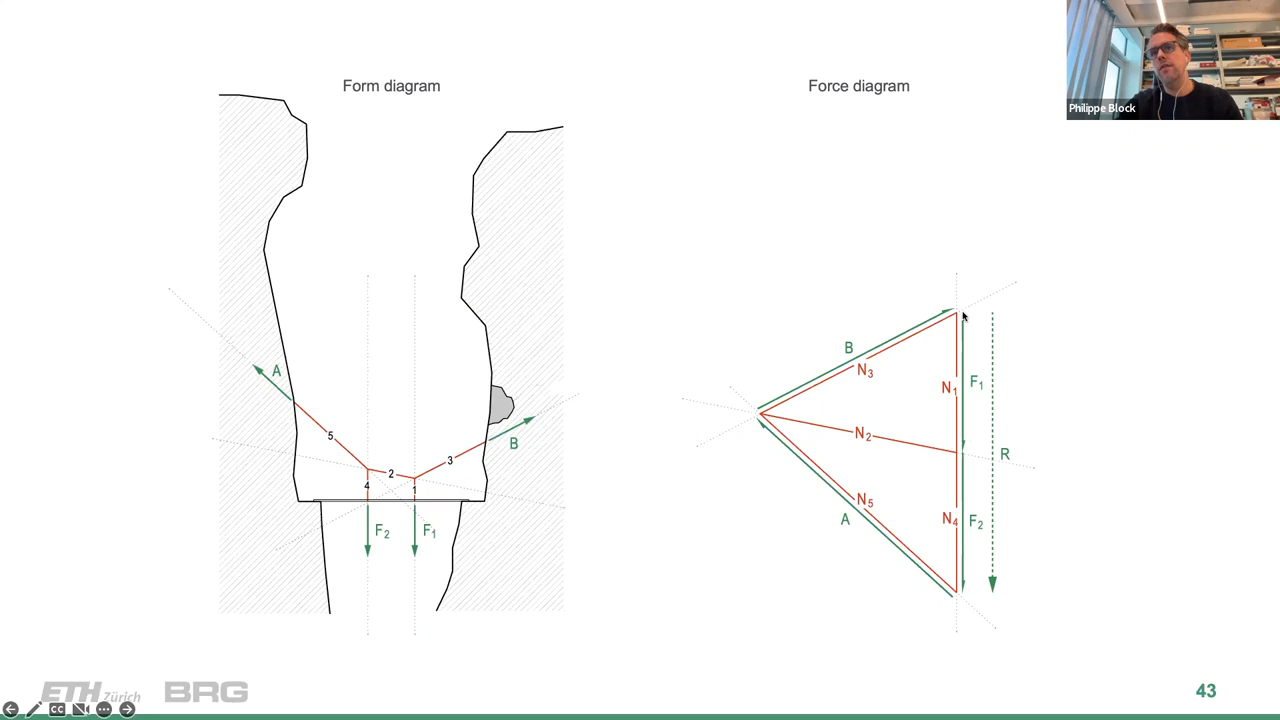 Form diagram
Force diagram
Philippe Block
A
5
2
3
B
4
1
F2
F1
B
N3
N1
F1
N2
R
N5
A
N4
F2
ETH Zürich
BRG
43
CC